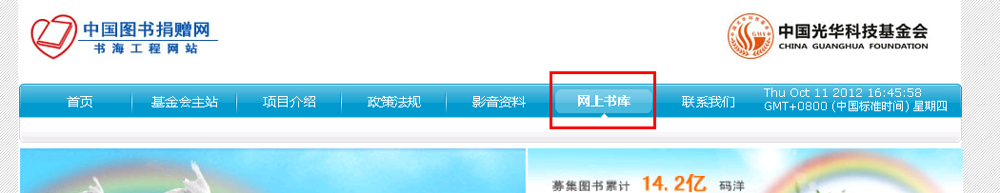 中国图书捐赠网
书海工程网站
中国光华科技基金会
CHINA GUANGHUA FOUNDATION
首页 基金会主站 项目介绍 政策法规 影音资料 网上书库 联系我们
Thu Oct 11 2012 16:45:58
GMT+0800 (中国标准时间) 星期四
募集图书累计 14.2亿 码洋